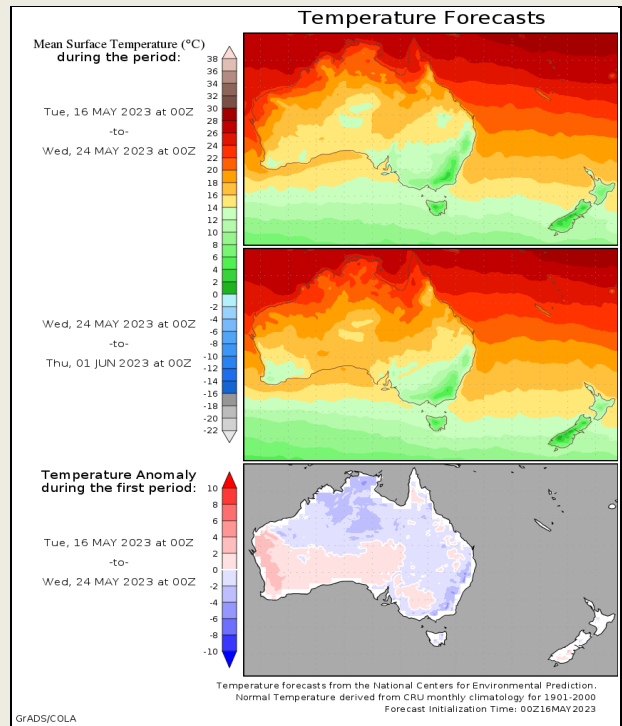 Temperature Forecasts
Mean Surface Temperature (°C)
during the period:
Tue, 16 MAY 2023 at 00Z
-to-
Wed, 24 MAY 2023 at 00Z
38
36
34
32
30
28
26
24
22
20
18
16
14
12
10
8
6
4
2
0
-2
-4
-6
-8
-10
-12
-14
-16
-18
-20
-22
Wed, 24 MAY 2023 at 00Z
-to-
Thu, 01 JUN 2023 at 00Z
Temperature Anomaly
during the first period:
Tue, 16 MAY 2023 at 00Z
-to-
Wed, 24 MAY 2023 at 00Z
10
8
6
4
2
0
-2
-4
-6
-8
-10
Temperature forecasts from the National Centers for Environmental Prediction.
Normal Temperature derived from CRU monthly climatology for 1901-2000
Forecast Initialization Time: 00Z16MAY2023
GrADS/COLA